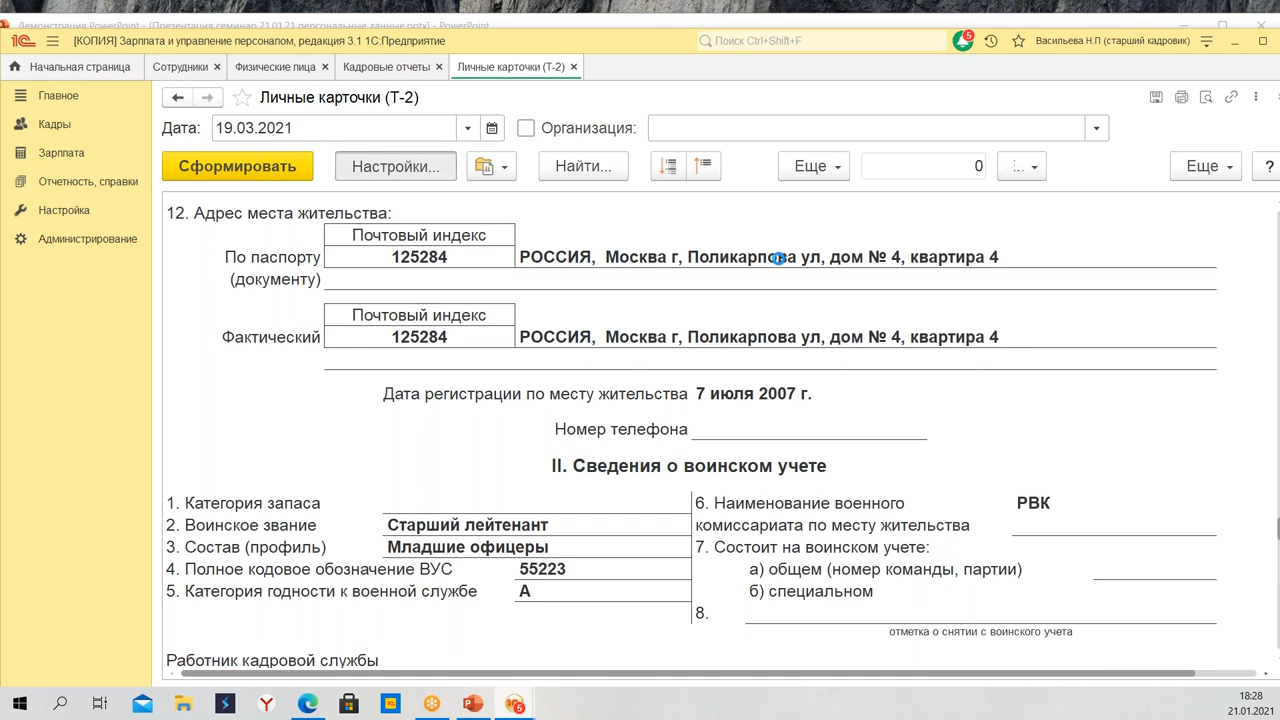 Демонстрация PowerPoint - [Презентация семинар 21.01.21 персональные данные.pptx] - PowerPoint
[КОПИЯ] Зарплата и управление персоналом, редакция 3.1 1С:Предприятие
Поиск Ctrl+Shift+F
5
Васильева Н.П (старший кадровик)
Начальная страница
Сотрудники ×
Физические лица ×
Кадровые отчеты ×
Личные карточки (Т-2) ×
Главное
Кадры
Зарплата
Отчетность, справки
Настройка
Администрирование
Личные карточки (Т-2)
Дата: 19.03.2021 Организация:
Сформировать Настройки... Найти... Еще 0 Еще ?
12. Адрес места жительства:
Почтовый индекс
По паспорту 125284 РОССИЯ, Москва г, Поликарпова ул, дом № 4, квартира 4
(документу)
Почтовый индекс
Фактический 125284 РОССИЯ, Москва г, Поликарпова ул, дом № 4, квартира 4
Дата регистрации по месту жительства 7 июля 2007 г.
Номер телефона
II. Сведения о воинском учете
1. Категория запаса
2. Воинское звание Старший лейтенант
3. Состав (профиль) Младшие офицеры
4. Полное кодовое обозначение ВУС 55223
5. Категория годности к военной службе А
6. Наименование военного РВК
комиссариата по месту жительства
7. Состоит на воинском учете:
а) общем (номер команды, партии)
б) специальном
8.
отметка о снятии с воинского учета
Работник кадровой службы
5
18:28
21.01.2021